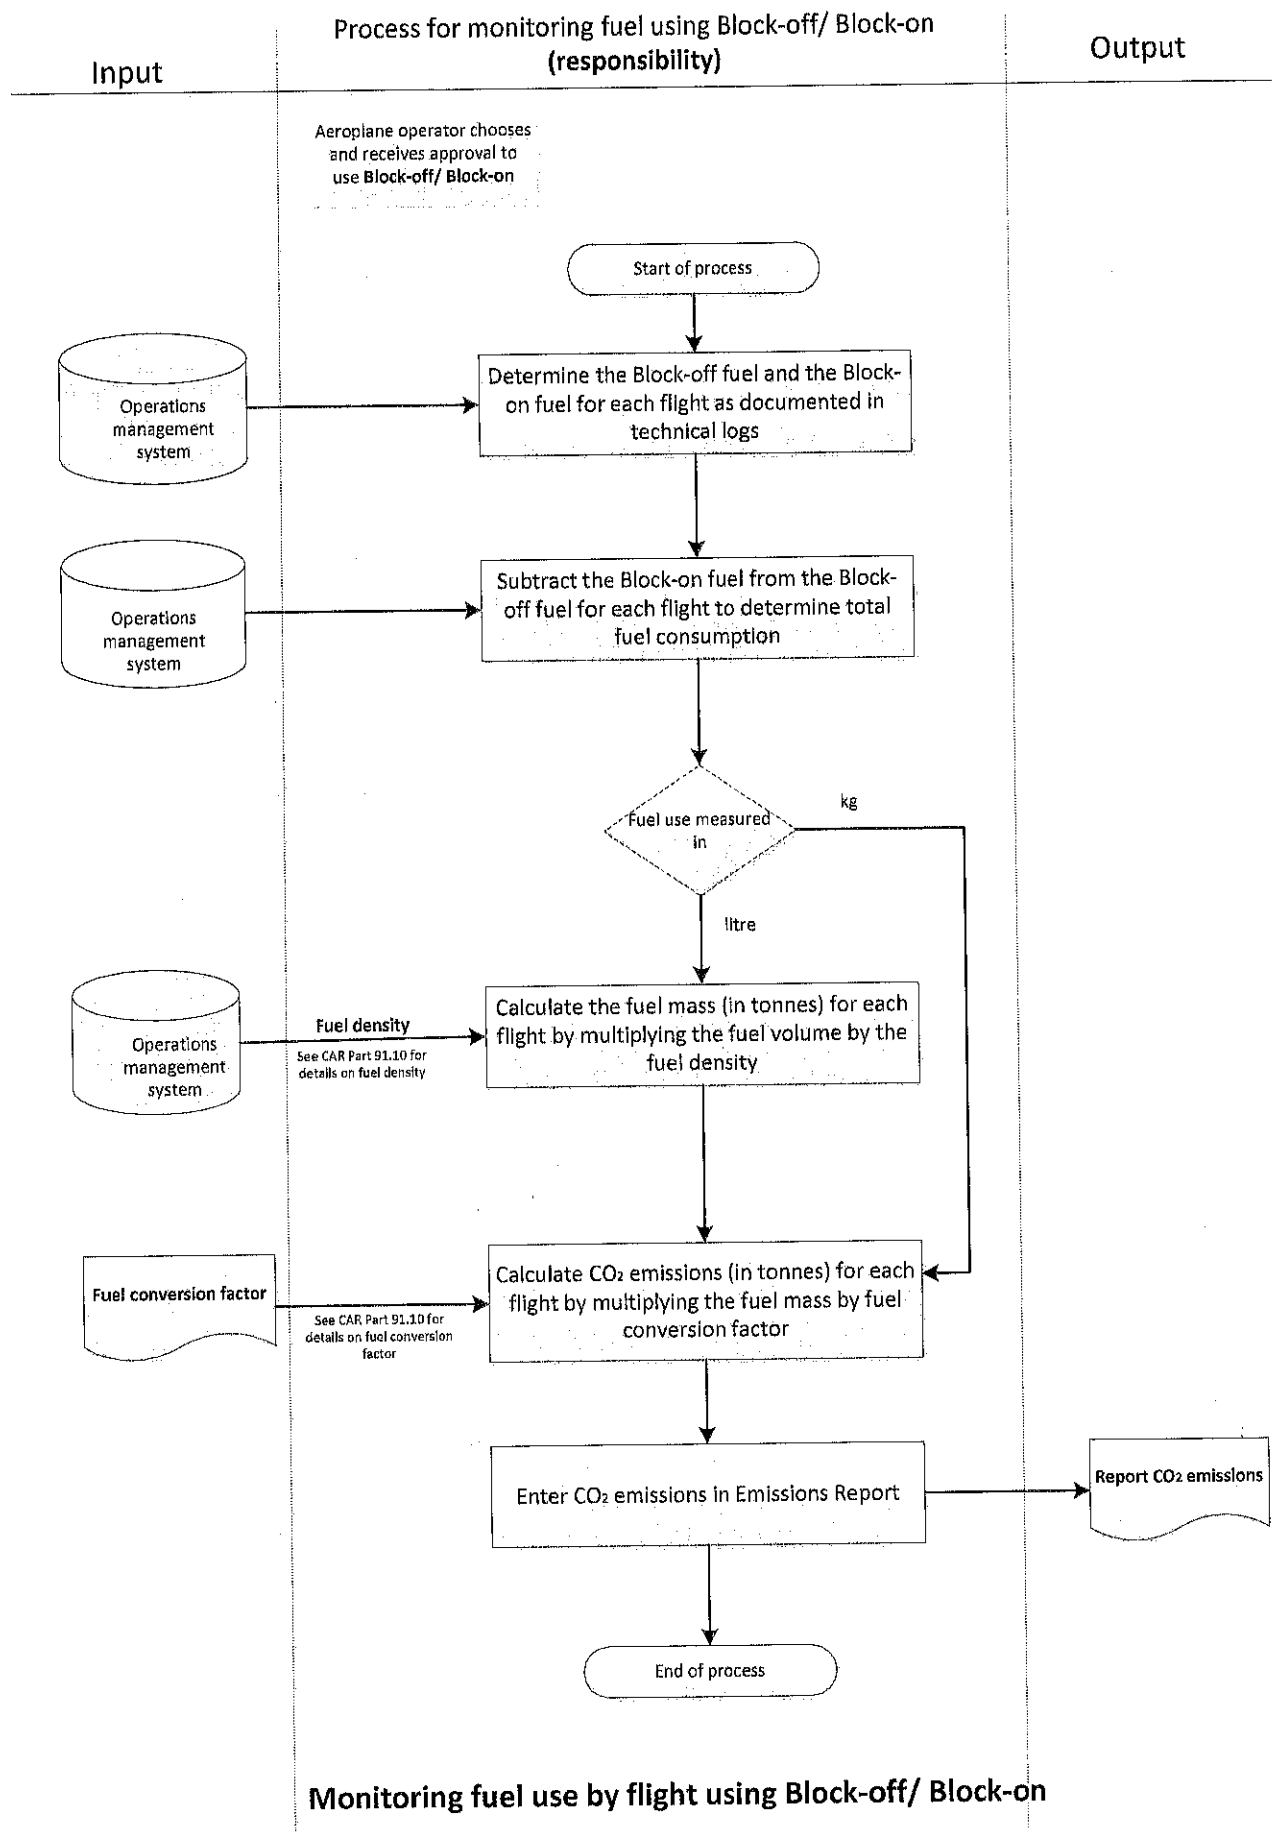 Input
Process for monitoring fuel using Block-off/ Block-on
(responsibility)
Output
Aeroplane operator chooses
and receives approval to
use Block-off/ Block-on
Start of process
Operations
management
system
Determine the Block-off fuel and the Block-
on fuel for each flight as documented in
technical logs
Operations
management
system
Subtract the Block-on fuel from the Block-
off fuel for each flight to determine total
fuel consumption
Fuel use measured
in
kg
litre
Operations
management
system
Fuel density
See CAR Part 91.10 for
details on fuel density
Calculate the fuel mass (in tonnes) for each
flight by multiplying the fuel volume by the
fuel density
Fuel conversion factor
See CAR Part 91.10 for
details on fuel conversion
factor
Calculate CO₂ emissions (in tonnes) for each
flight by multiplying the fuel mass by fuel
conversion factor
Enter CO₂ emissions in Emissions Report
Report CO₂ emissions
End of process
Monitoring fuel use by flight using Block-off/ Block-on